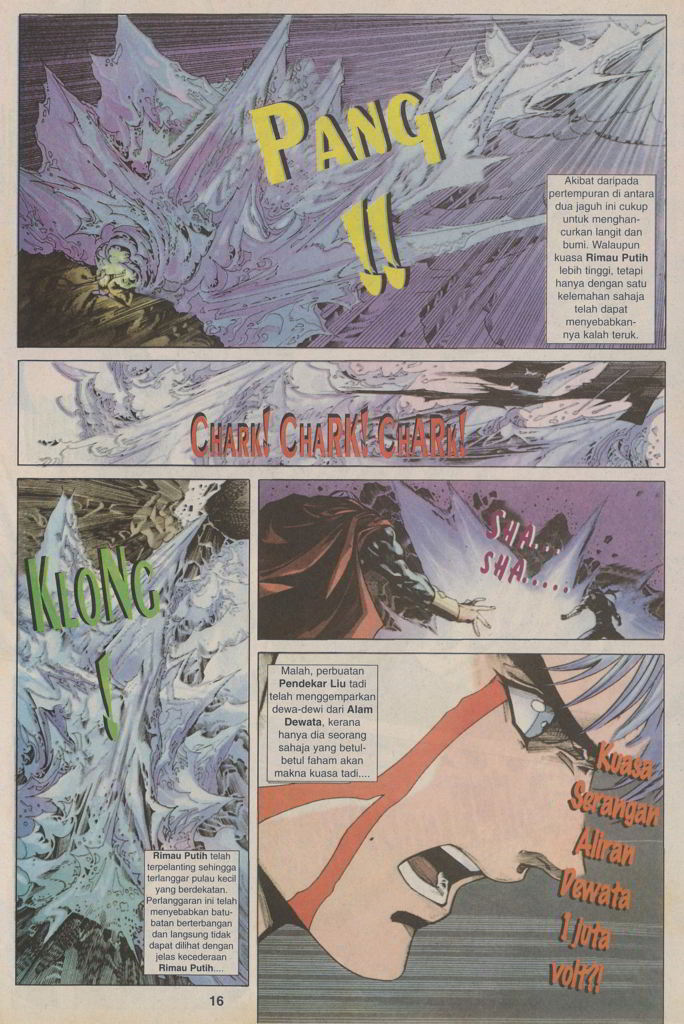 PANG
!!
Akibat daripada
pertempuran di antara
dua jaguh ini cukup
untuk menghan-
curkan langit dan
bumi. Walaupun
kuasa Rimau Putih
lebih tinggi, tetapi
hanya dengan satu
kelemahan sahaja
telah dapat
menyebabkan-
nya kalah teruk.
CHARK! CHARK! CHARK!
KLONG
!
SHA...
SHA.....
Rimau Putih telah
terpelanting sehingga
terlanggar pulau kecil
yang berdekatan.
Perlanggaran ini telah
menyebabkan batu-
batan berterbangan
dan langsung tidak
dapat dilihat dengan
jelas kecederaan
Rimau Putih....
Malah, perbuatan
Pendekar Liu tadi
telah menggemparkan
dewa-dewi dari Alam
Dewata, kerana
hanya dia seorang
sahaja yang betul-
betul faham akan
makna kuasa tadi....
Kuasa
Serangan
Aliran
Dewata
1 Juta
volt?!
16